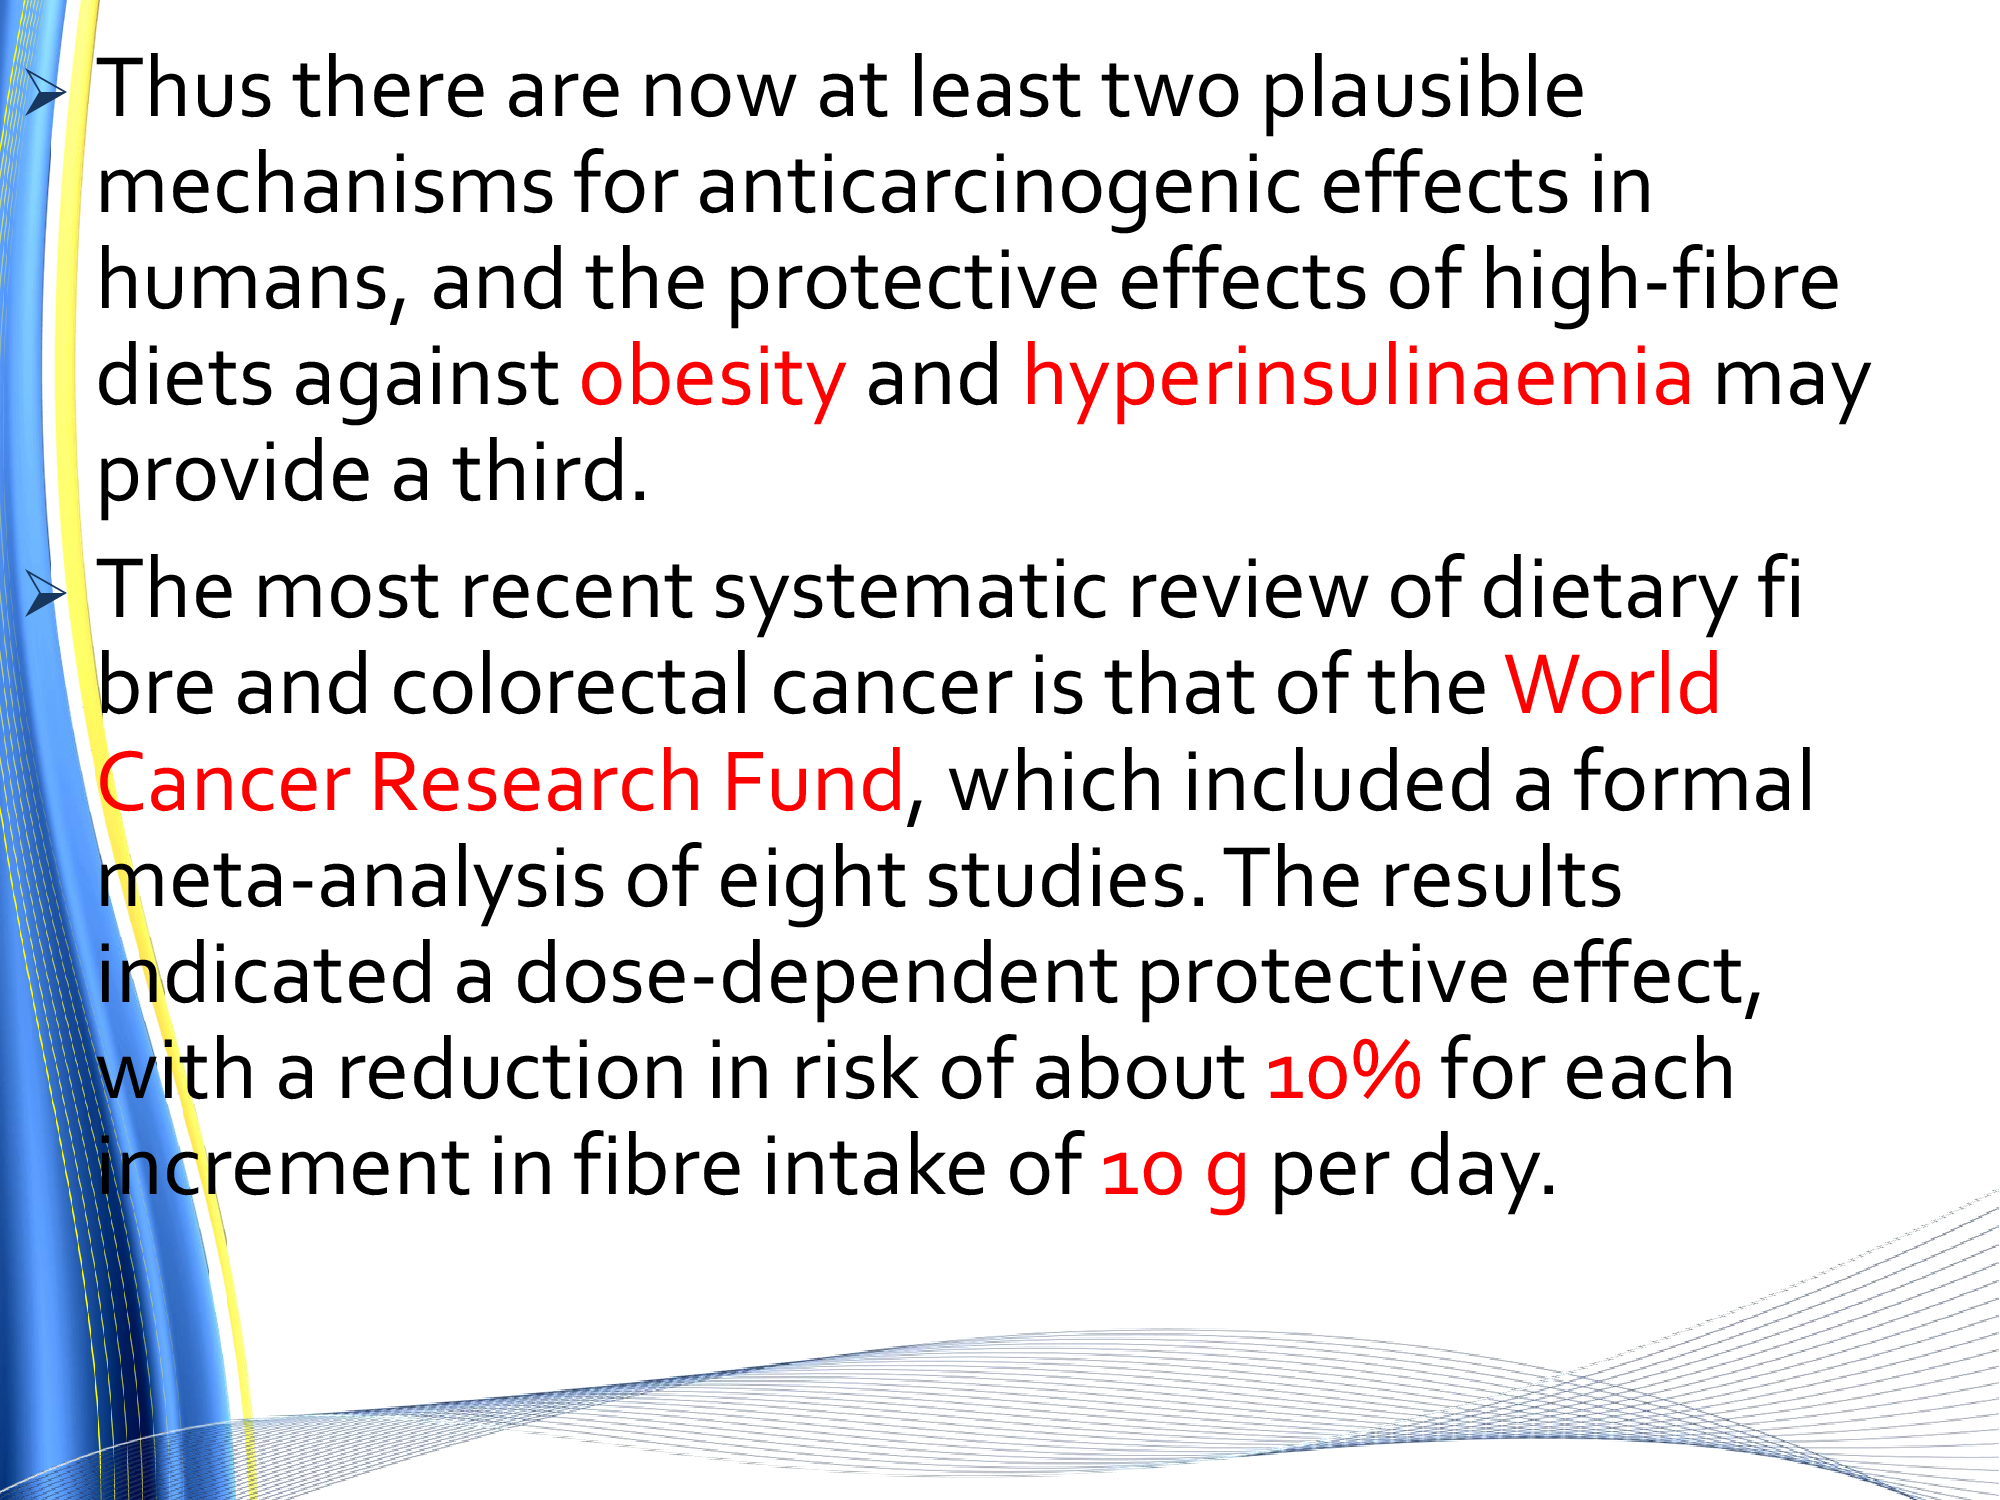 Thus there are now at least two plausible
mechanisms for anticarcinogenic effects in
humans, and the protective effects of high-fibre
diets against obesity and hyperinsulinaemia may
provide a third.
The most recent systematic review of dietary fi
bre and colorectal cancer is that of the World
Cancer Research Fund, which included a formal
meta-analysis of eight studies. The results
indicated a dose-dependent protective effect,
with a reduction in risk of about 10% for each
increment in fibre intake of 10 g per day.